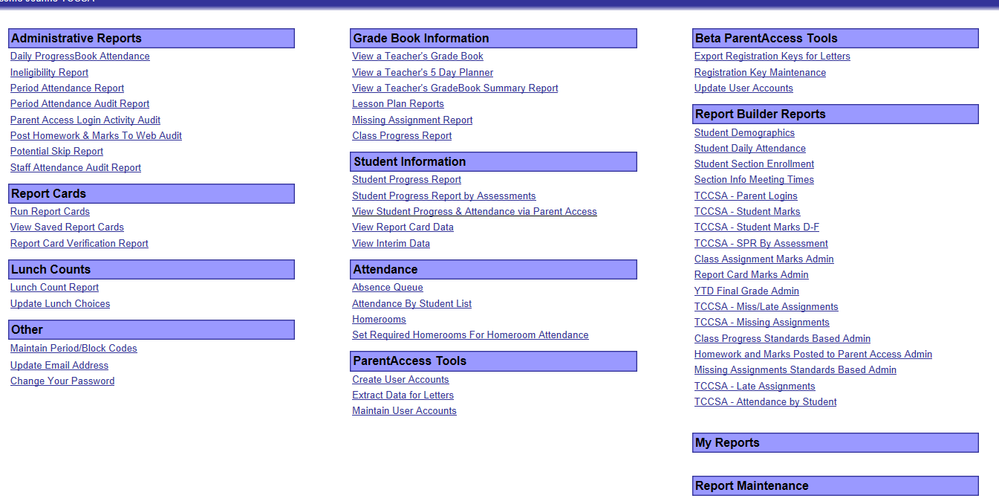 Administrative Reports
Daily ProgressBook Attendance
Ineligibility Report
Period Attendance Report
Period Attendance Audit Report
Parent Access Login Activity Audit
Post Homework & Marks To Web Audit
Potential Skip Report
Staff Attendance Audit Report
Report Cards
Run Report Cards
View Saved Report Cards
Report Card Verification Report
Lunch Counts
Lunch Count Report
Update Lunch Choices
Other
Maintain Period/Block Codes
Update Email Address
Change Your Password
Grade Book Information
View a Teacher's Grade Book
View a Teacher's 5 Day Planner
View a Teacher's GradeBook Summary Report
Lesson Plan Reports
Missing Assignment Report
Class Progress Report
Student Information
Student Progress Report
Student Progress Report by Assessments
View Student Progress & Attendance via Parent Access
View Report Card Data
View Interim Data
Attendance
Absence Queue
Attendance By Student List
Homerooms
Set Required Homerooms For Homeroom Attendance
ParentAccess Tools
Create User Accounts
Extract Data for Letters
Maintain User Accounts
Beta ParentAccess Tools
Export Registration Keys for Letters
Registration Key Maintenance
Update User Accounts
Report Builder Reports
Student Demographics
Student Daily Attendance
Student Section Enrollment
Section Info Meeting Times
TCCSA - Parent Logins
TCCSA - Student Marks
TCCSA - Student Marks D-F
TCCSA - SPR By Assessment
Class Assignment Marks Admin
Report Card Marks Admin
YTD Final Grade Admin
TCCSA - Miss/Late Assignments
TCCSA - Missing Assignments
Class Progress Standards Based Admin
Homework and Marks Posted to Parent Access Admin
Missing Assignments Standards Based Admin
TCCSA - Late Assignments
TCCSA - Attendance by Student
My Reports
Report Maintenance